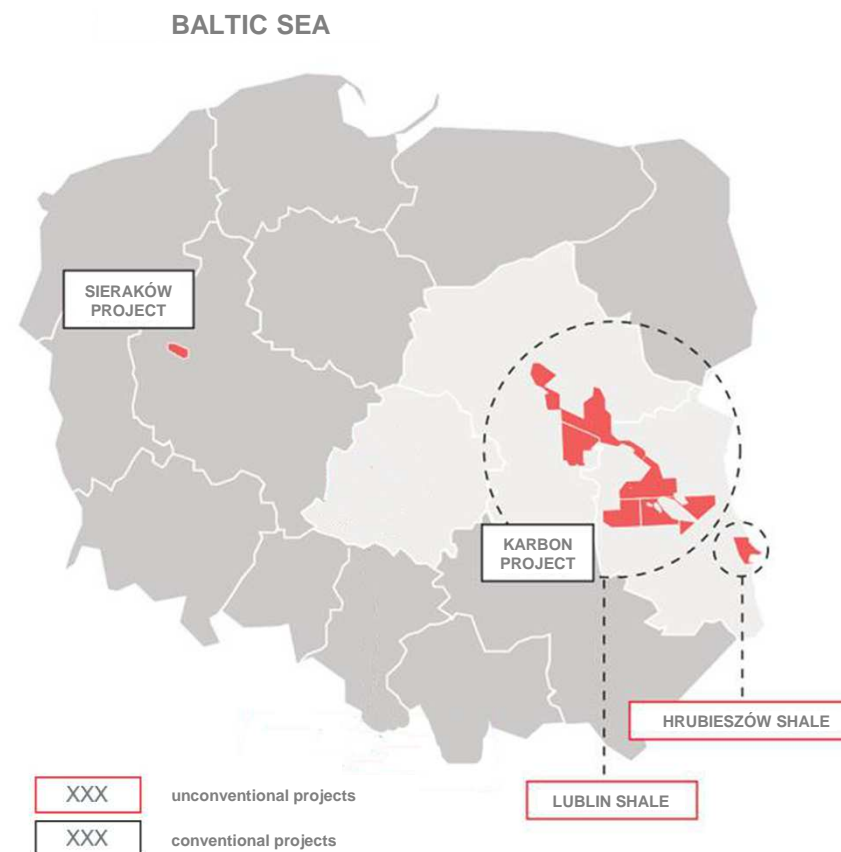 BALTIC SEA
SIERAKÓW
PROJECT
KARBON
PROJECT
HRUBIESZÓW SHALE
LUBLIN SHALE
XXX unconventional projects
XXX conventional projects